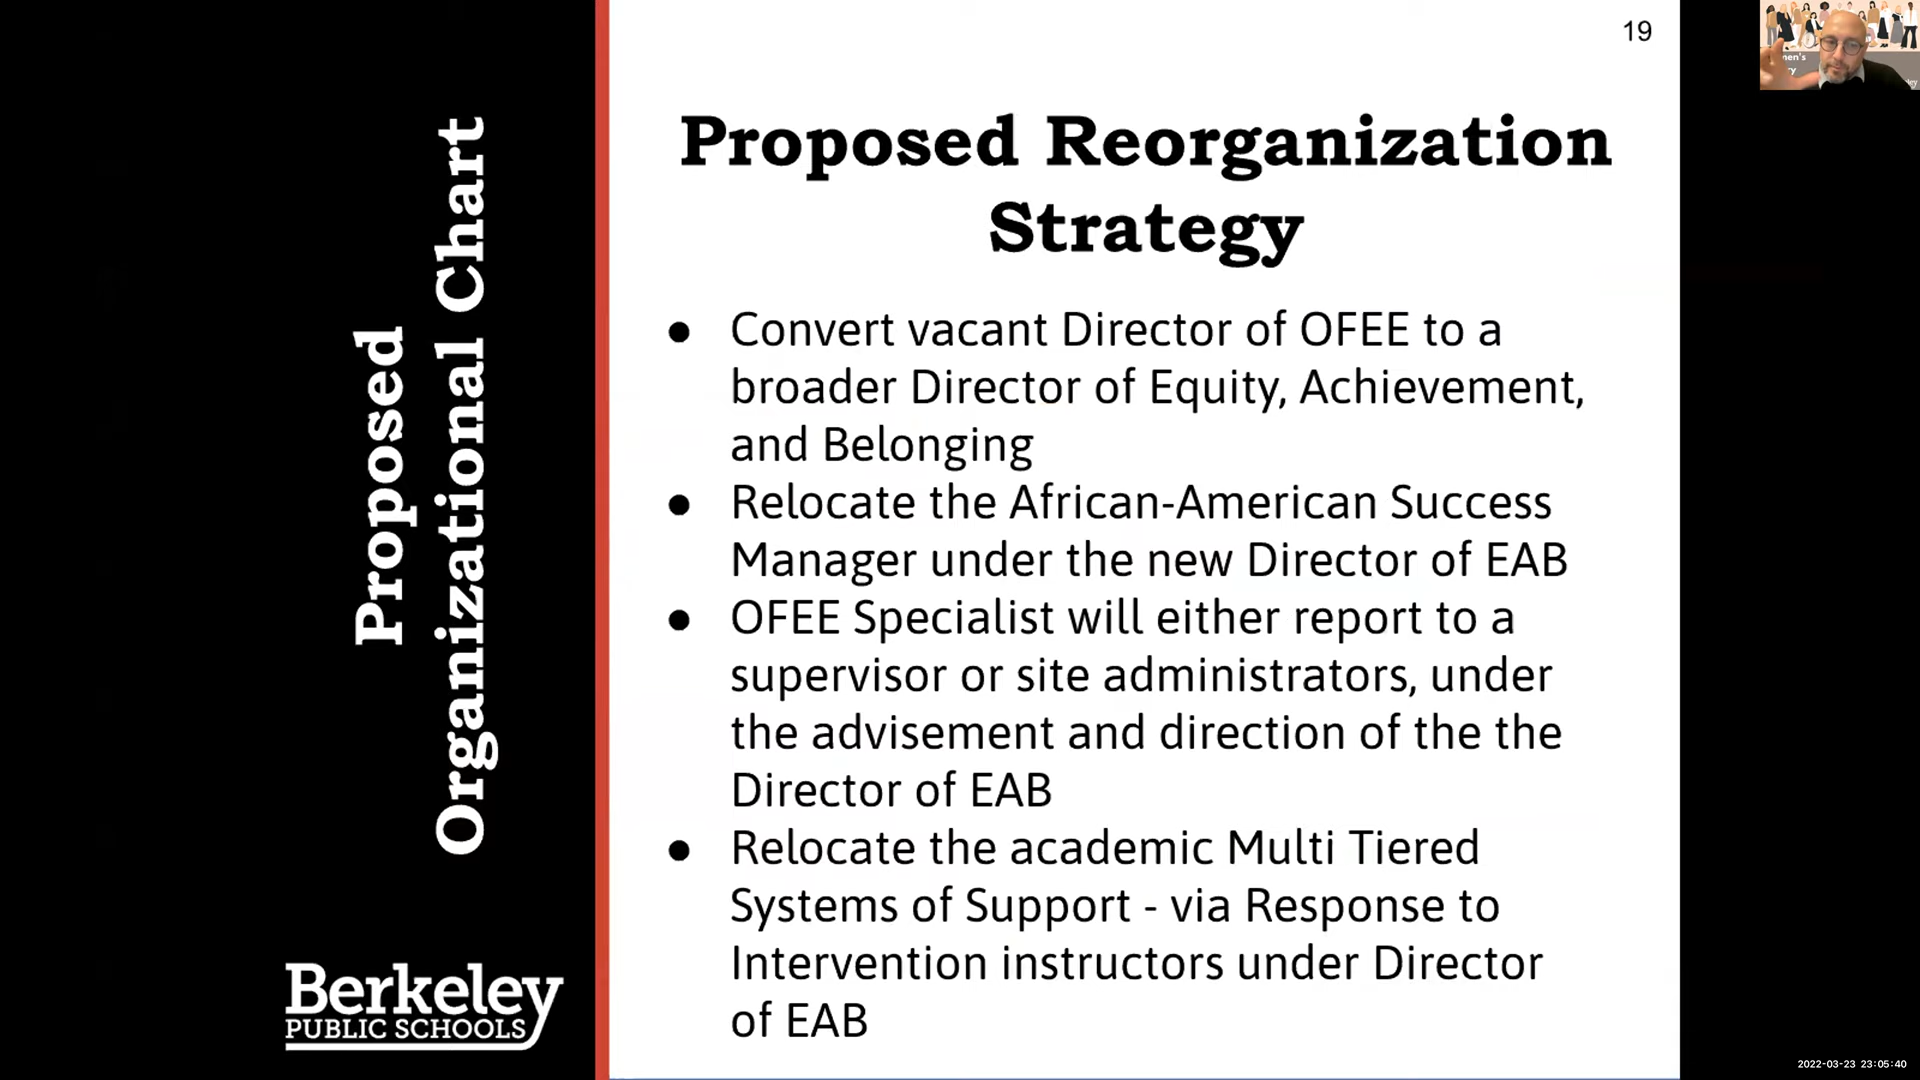 19
Proposed
Organizational Chart
Proposed Reorganization
Strategy
● Convert vacant Director of OFEE to a
broader Director of Equity, Achievement,
and Belonging
● Relocate the African-American Success
Manager under the new Director of EAB
● OFEE Specialist will either report to a
supervisor or site administrators, under
the advisement and direction of the the
Director of EAB
● Relocate the academic Multi Tiered
Systems of Support - via Response to
Intervention instructors under Director
of EAB
Berkeley
PUBLIC SCHOOLS
2022-03-23 23:05:40